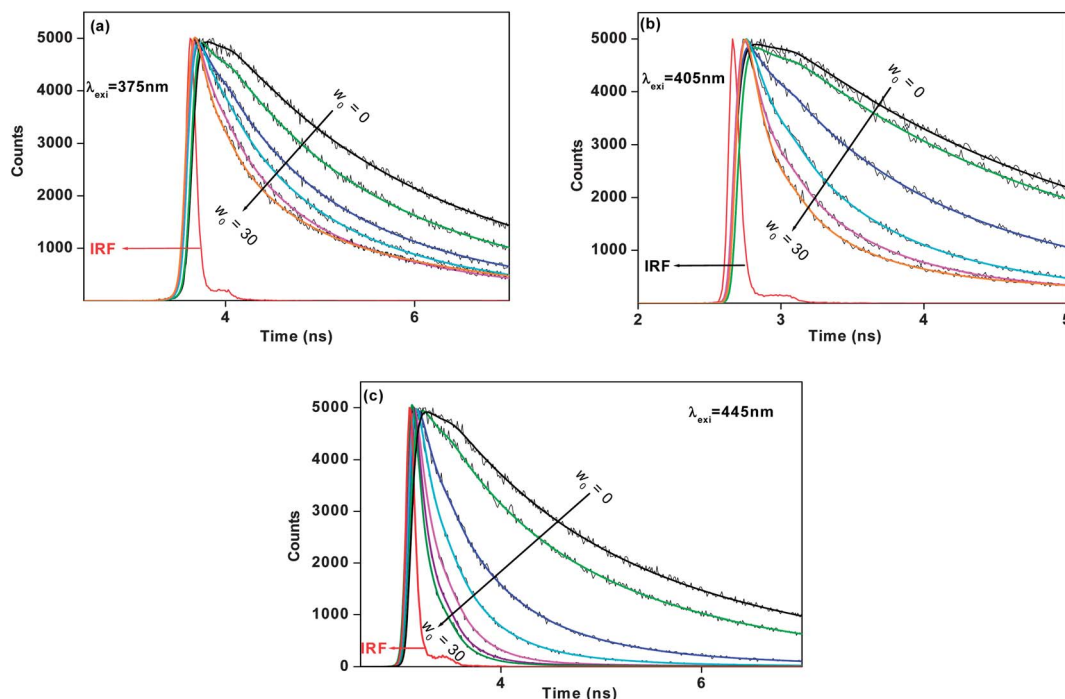 (a)
λexi=375nm
w0 = 0
w0 = 30
IRF
Counts
5000
4000
3000
2000
1000
4
6
Time (ns)
(b)
λexi=405nm
w0 = 0
w0 = 30
IRF
Counts
5000
4000
3000
2000
1000
2
3
4
5
Time (ns)
(c)
λexi=445nm
w0 = 0
w0 = 30
IRF
Counts
5000
4000
3000
2000
1000
0
4
6
Time (ns)